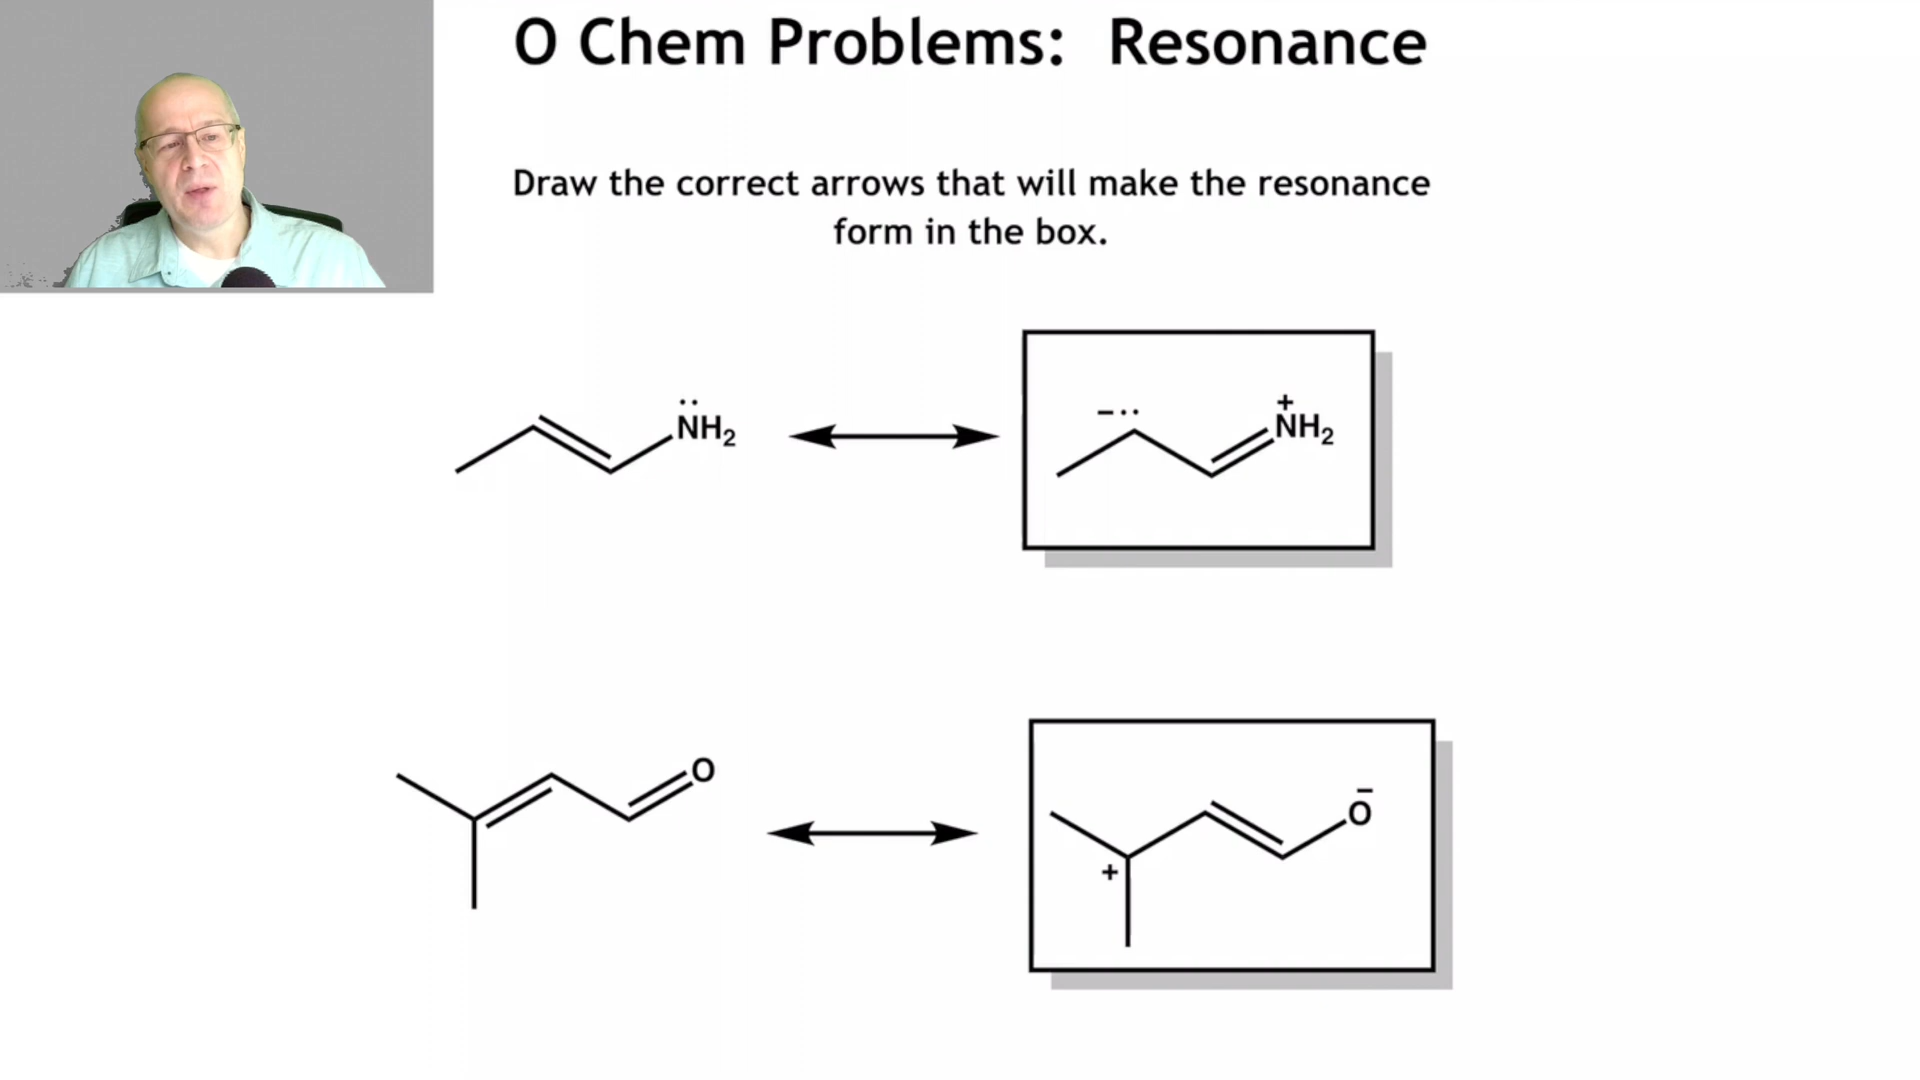 O Chem Problems: Resonance
Draw the correct arrows that will make the resonance
form in the box.
NH2
+
– ··
NH2
O
–
O
+